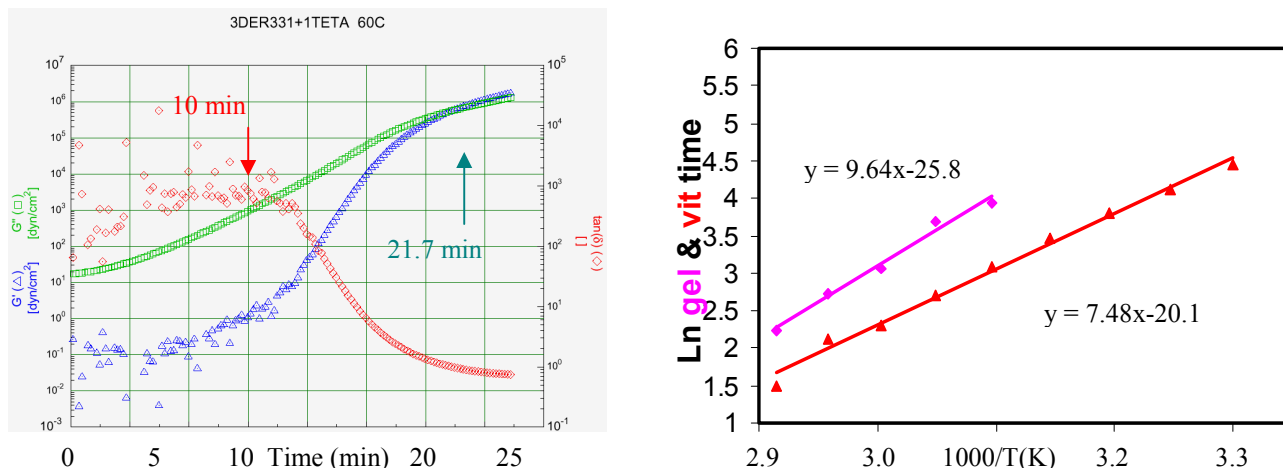 3DER331+1TETA 60C
10^7
10^6
10^5
10^4
10^3
10^2
10^1
10^0
10^-1
10^-2
10^-3
G" (□)
[dyn/cm^2]
G' (△)
[dyn/cm^2]
10 min
21.7 min
10^5
10^4
10^3
10^2
10^1
10^0
10^-1
tan(δ) (◇)
[ ]
0 5 10 Time (min) 20 25
Ln gel & vit time
6
5.5
5
4.5
4
3.5
3
2.5
2
1.5
1
y = 9.64x-25.8
y = 7.48x-20.1
2.9 3.0 1000/T(K) 3.2 3.3